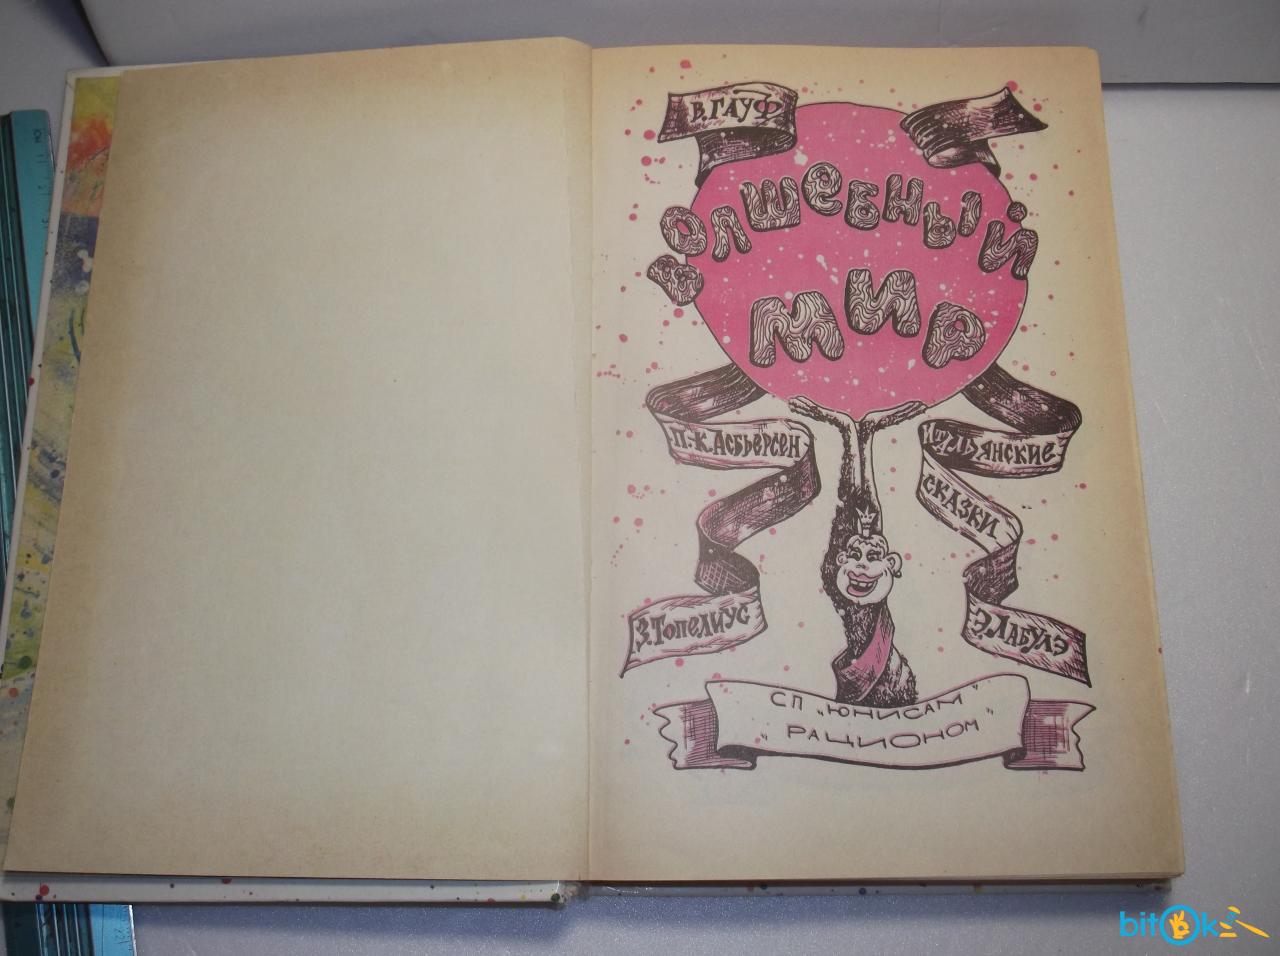 В. ГАУФ
ВОЛШЕБНЫЙ
МИР
П.-К. АСБЬЕРСЕН
ИТАЛЬЯНСКИЕ
СКАЗКИ
З. ТОПЕЛИУС
Э. ЛАБУЛЭ
СП „ЮНИСАМ"
„РАЦИОНОМ"
bitOk